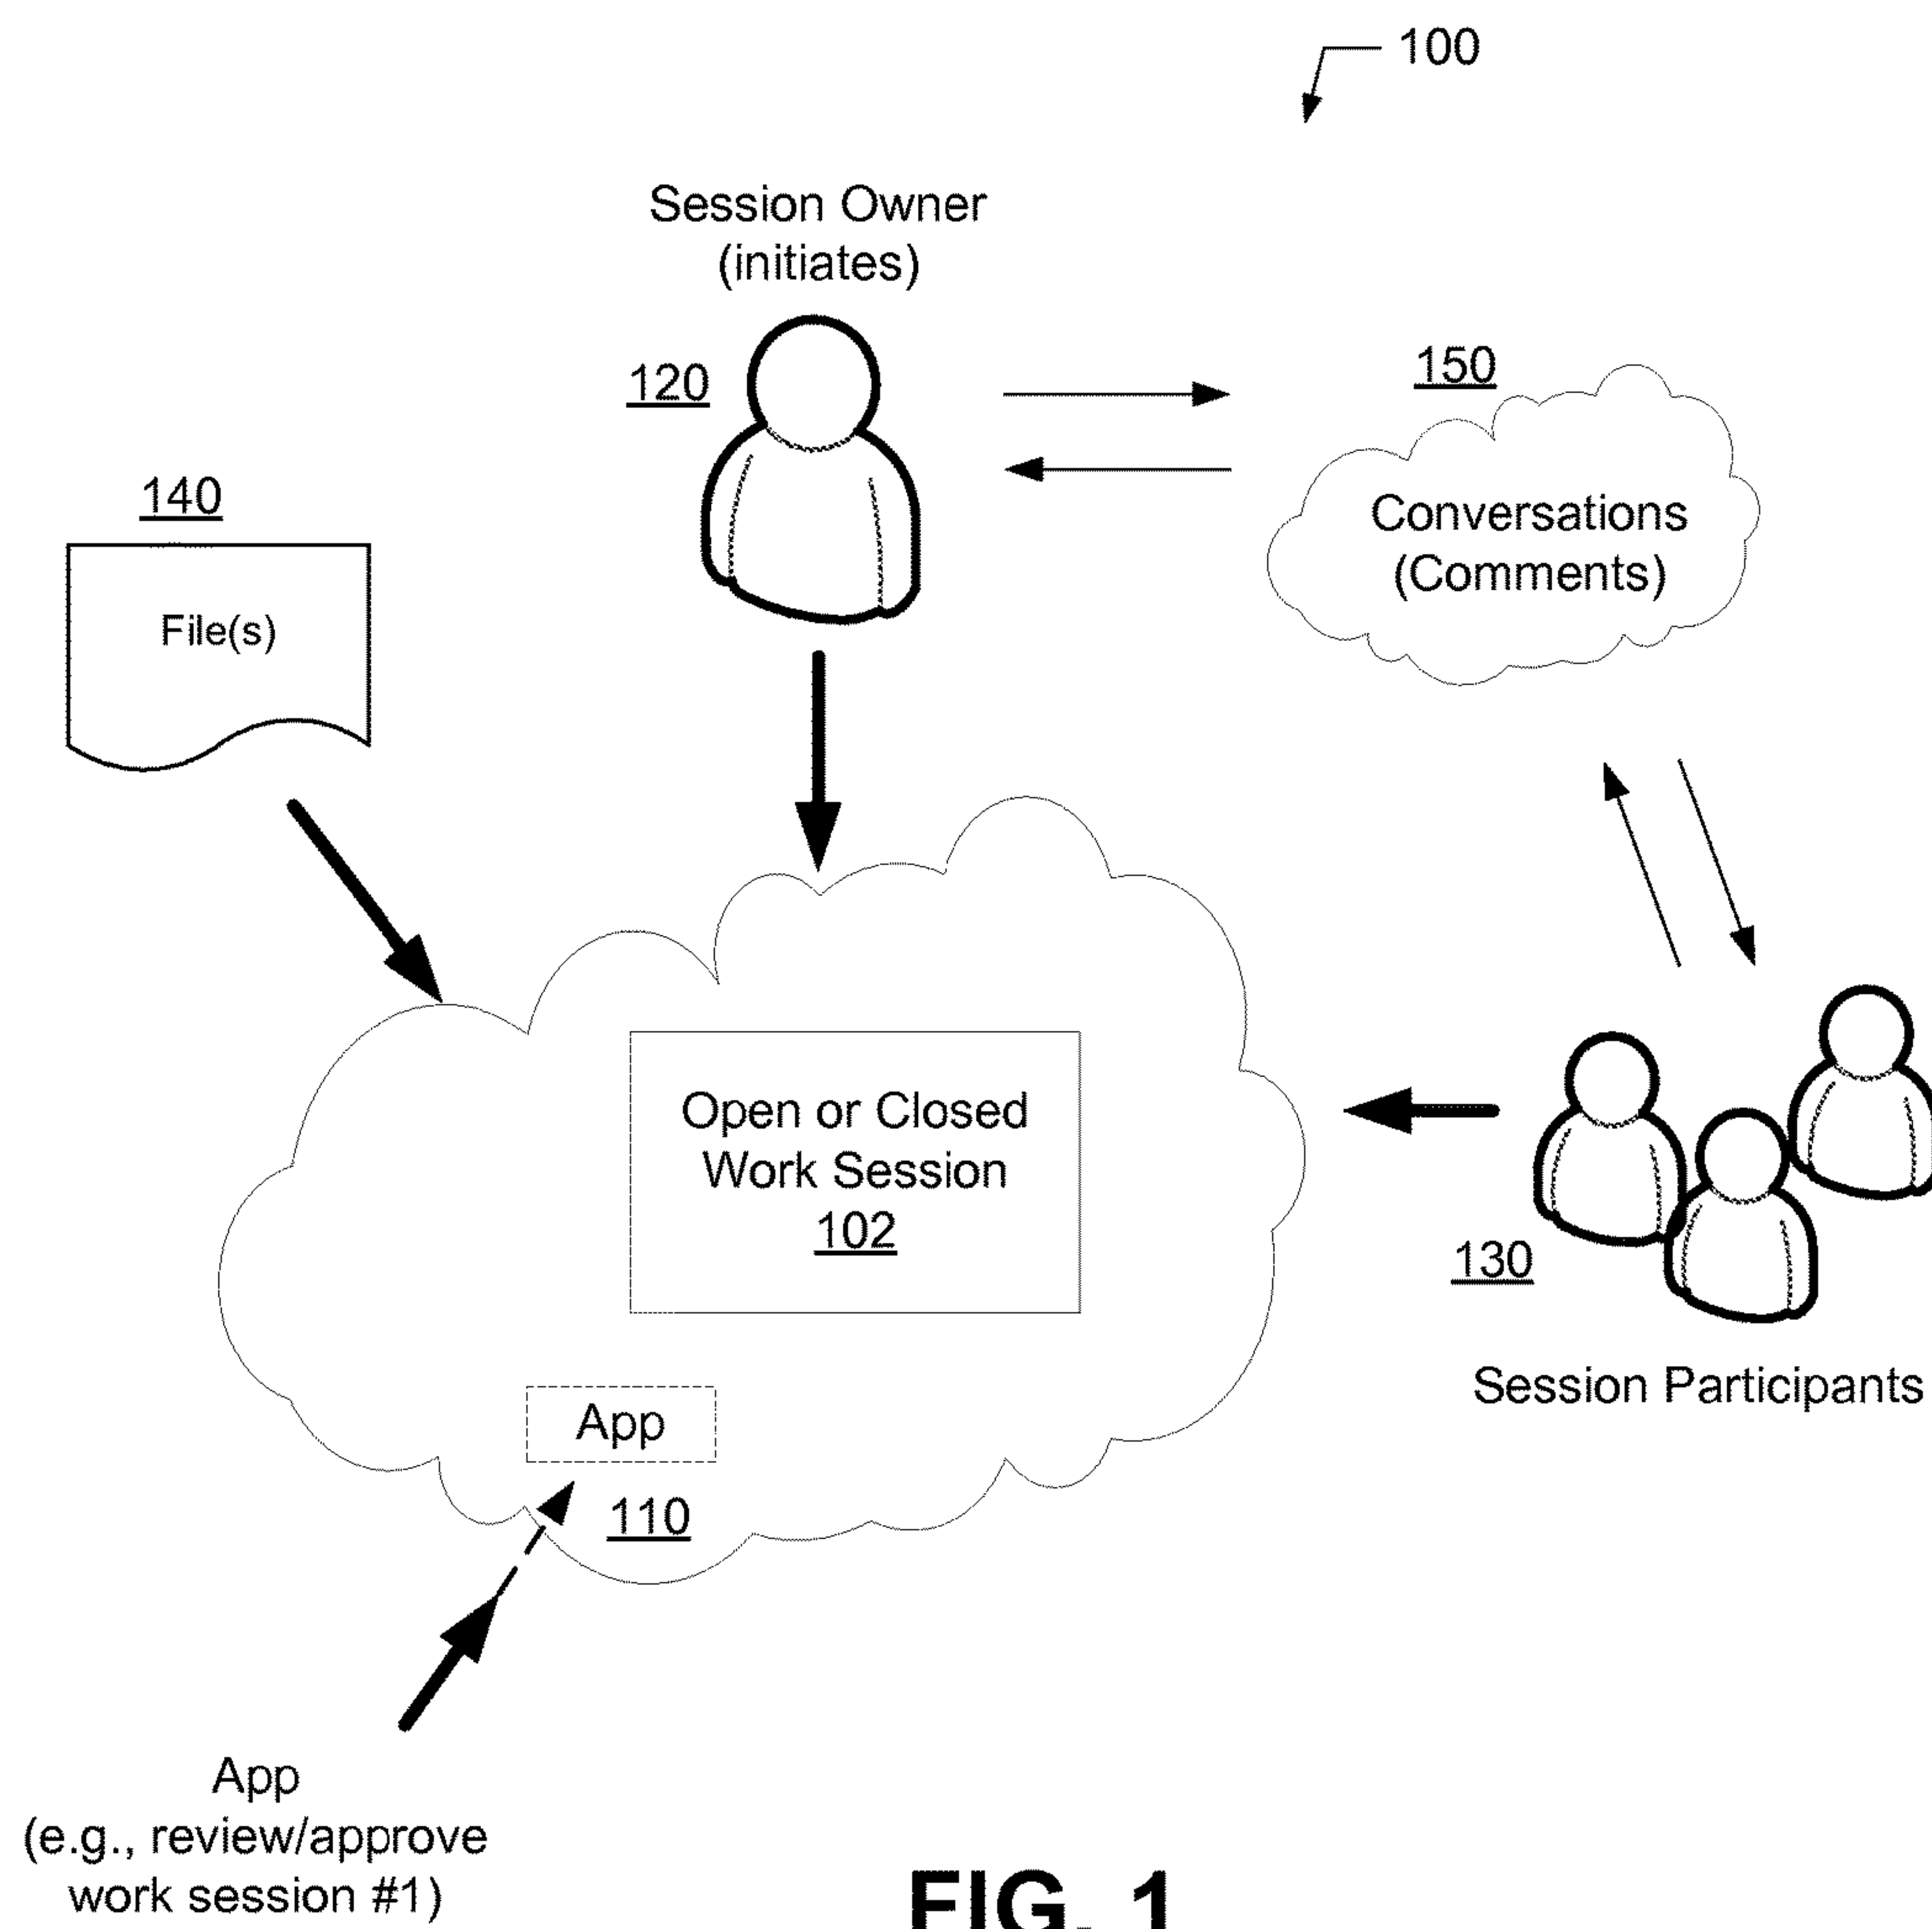 100
Session Owner
(initiates)
120
150
Conversations
(Comments)
140
File(s)
Open or Closed
Work Session
102
130
Session Participants
App
110
App
(e.g., review/approve
work session #1)
FIG. 1